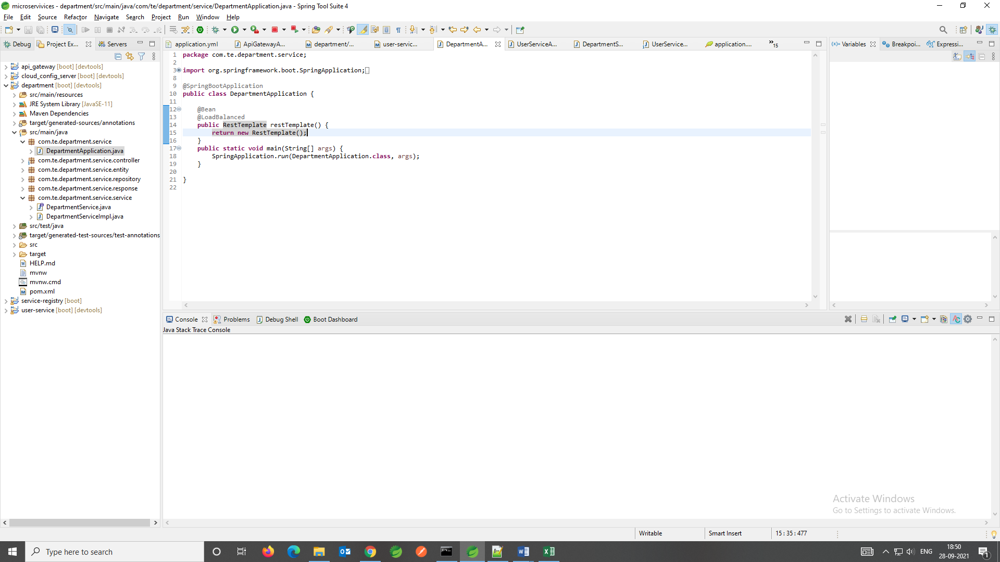 microservivices - department/src/main/java/com/te/department/service/DepartmentApplication.java - Spring Tool Suite 4
File Edit Source Refactor Navigate Search Project Run Window Help
Debug Project Ex... Servers
application.yml ApiGatewayA... department/... user-servic... DepartmentA... UserServiceA... DepartmentS... UserService... application.... »15
(x)= Variables Breakpoi... Expressi...
api_gateway [boot] [devtools]
cloud_config_server [boot] [devtools]
department [boot] [devtools]
src/main/resources
JRE System Library [JavaSE-11]
Maven Dependencies
target/generated-sources/annotations
src/main/java
com.te.department.service
DepartmentApplication.java
com.te.department.service.controller
com.te.department.service.entity
com.te.department.service.repository
com.te.department.service.response
com.te.department.service.service
DepartmentService.java
DepartmentServiceImpl.java
src/test/java
target/generated-test-sources/test-annotations
src
target
HELP.md
mvnw
mvnw.cmd
pom.xml
service-registry [boot]
user-service [boot] [devtools]
1 package com.te.department.service;
2
3 import org.springframework.boot.SpringApplication;
8
9 @SpringBootApplication
10 public class DepartmentApplication {
11
12 @Bean
13 @LoadBalanced
14 public RestTemplate restTemplate() {
15 return new RestTemplate();
16 }
17 public static void main(String[] args) {
18 SpringApplication.run(DepartmentApplication.class, args);
19 }
20
21 }
22
Console Problems Debug Shell Boot Dashboard
Java Stack Trace Console
Activate Windows
Go to Settings to activate Windows.
Writable Smart Insert 15 : 35 : 477
Type here to search
ENG
18:50
28-09-2021
1